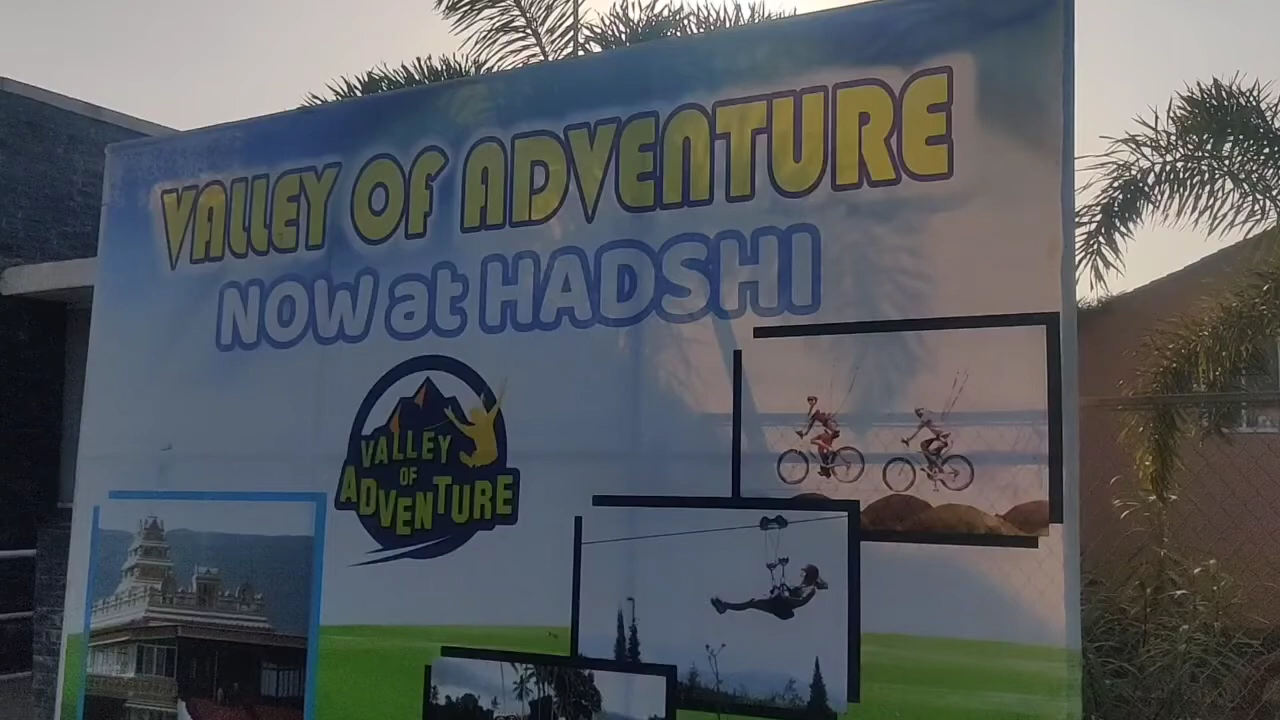 VALLEY OF ADVENTURE
NOW at HADSHI
VALLEY
OF
ADVENTURE